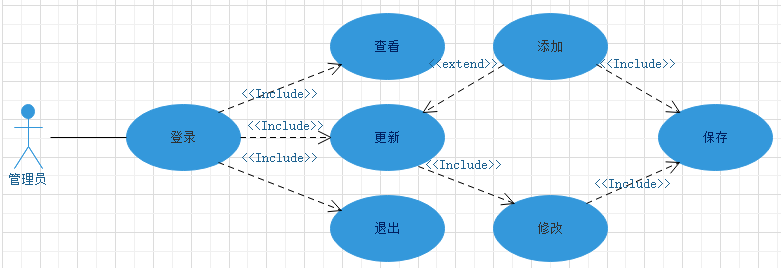 查看
添加
<<extend>>
<<Include>>
<<Include>>
<<Include>>
登录
更新
保存
<<Include>>
<<Include>>
管理员
<<Include>>
退出
修改